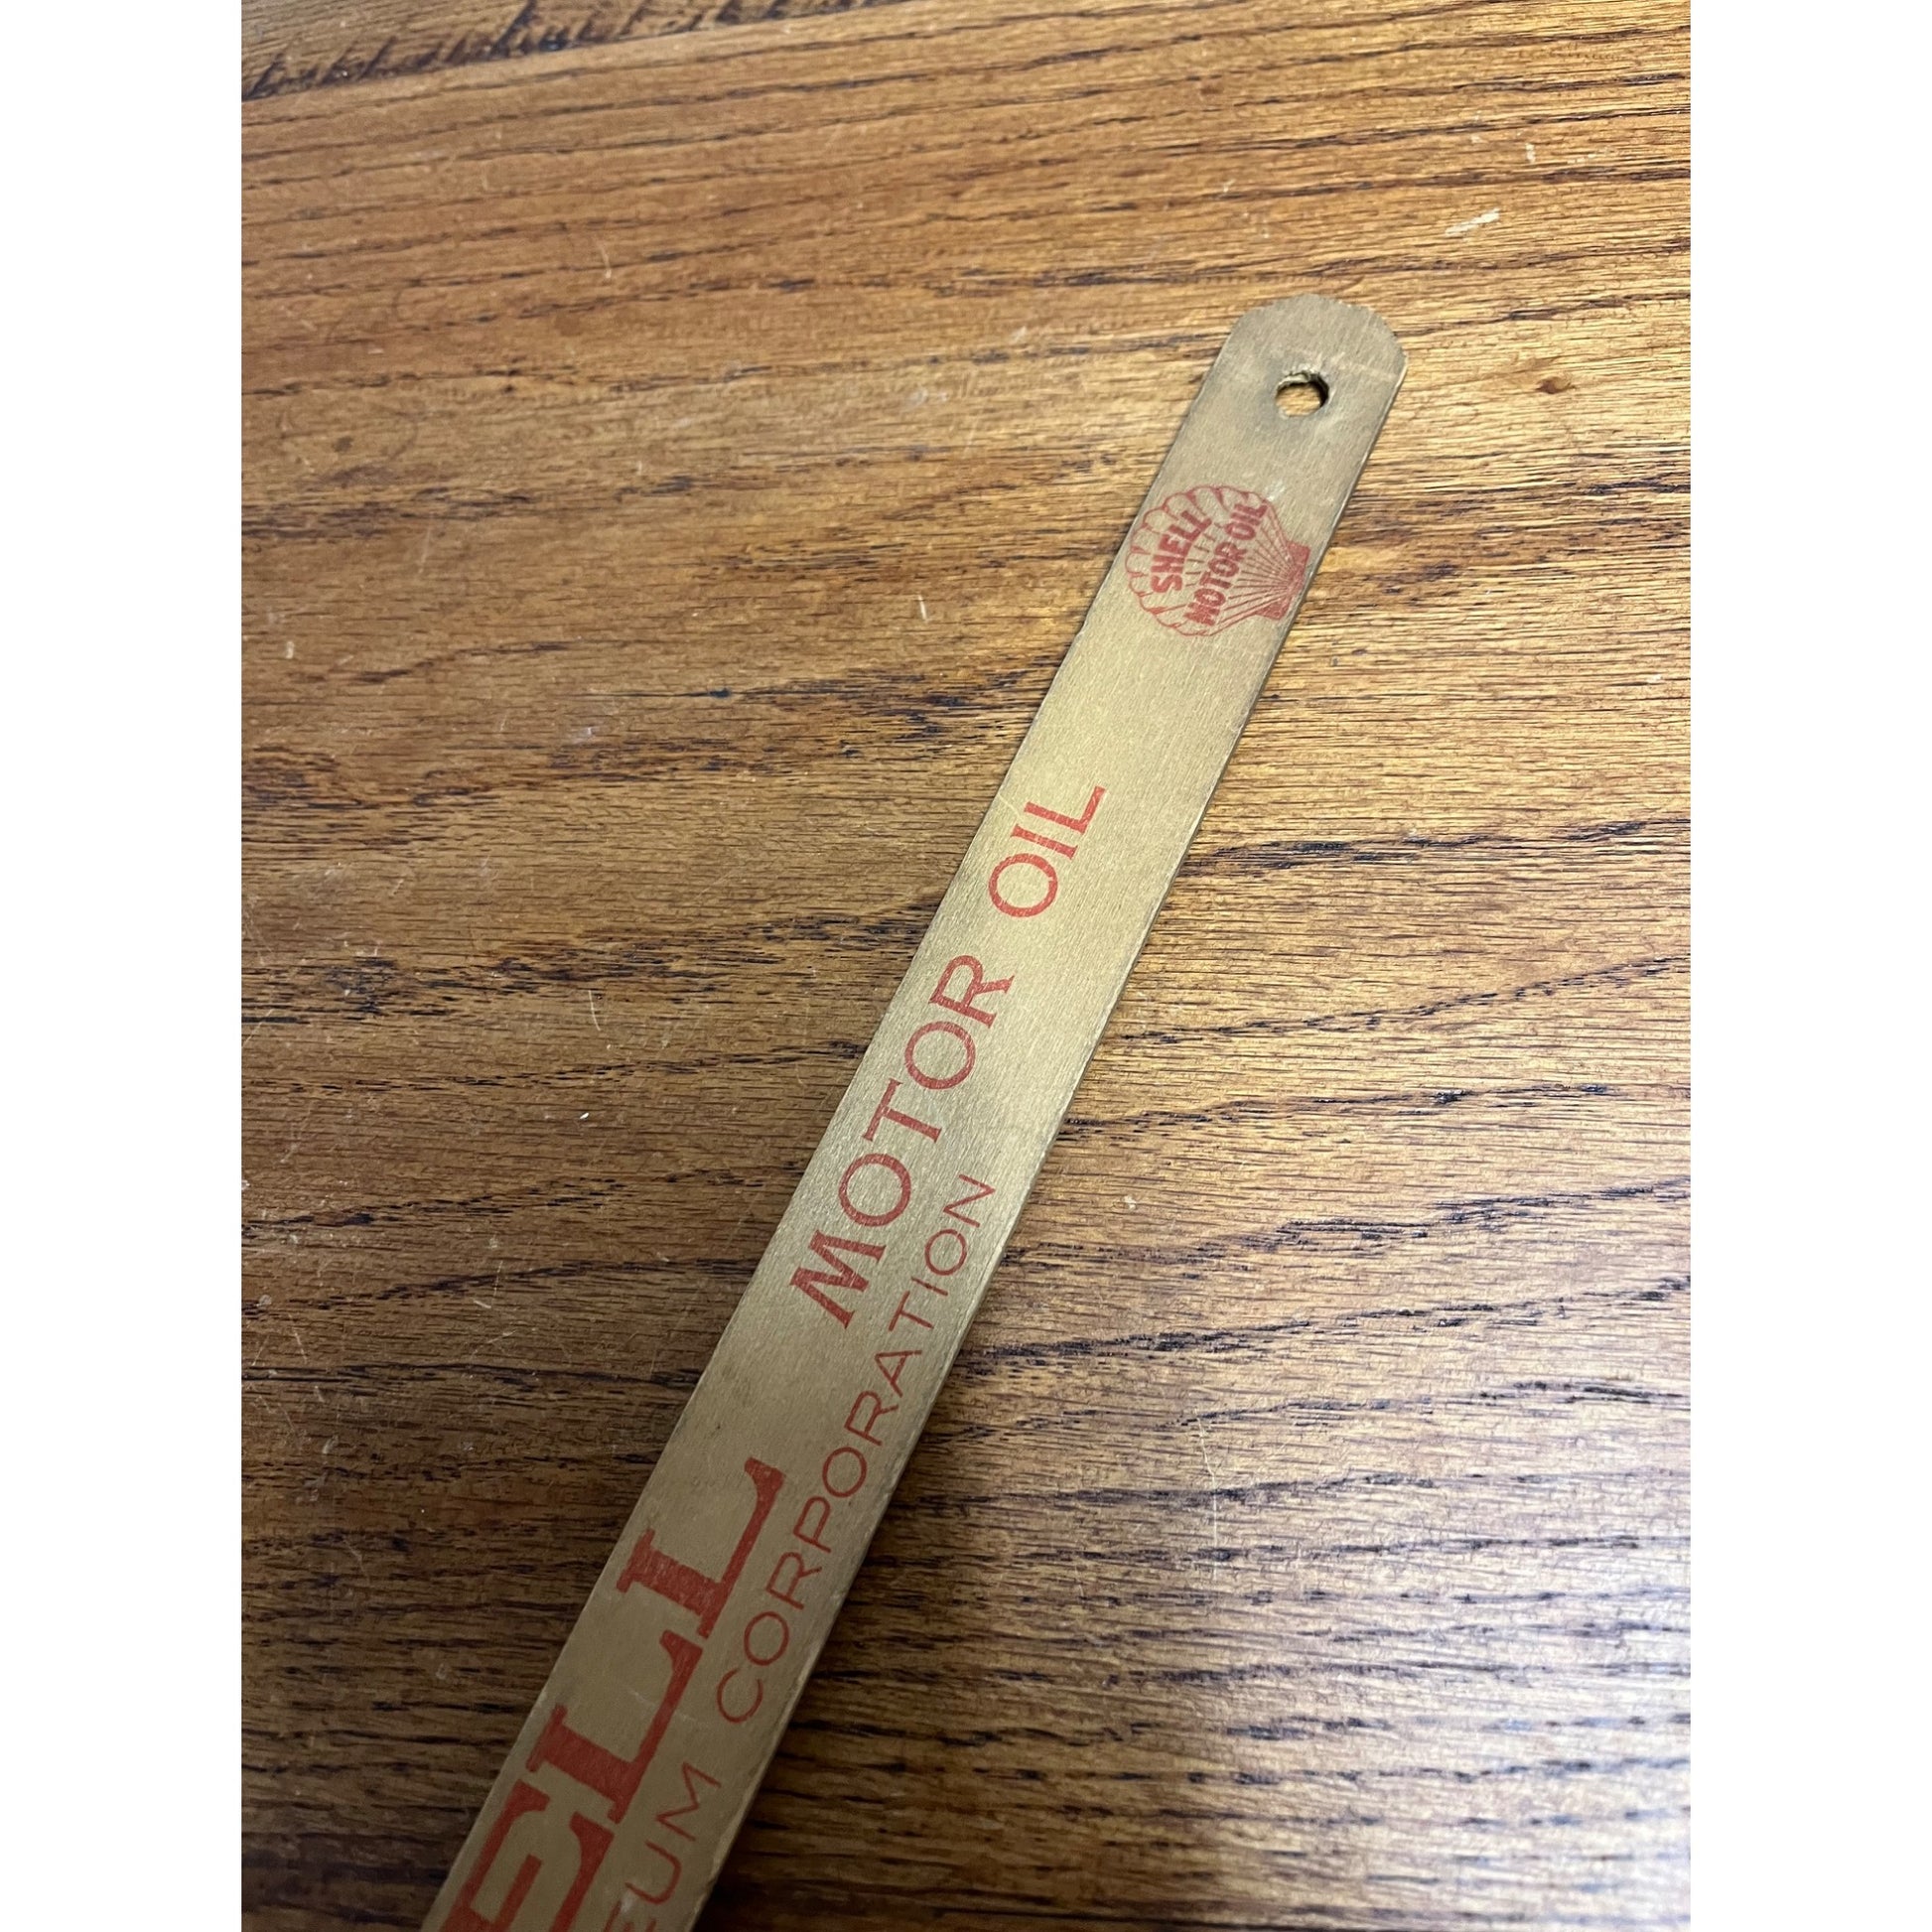 SHELL
MOTOR OIL
ELL MOTOR OIL
EUM CORPORATION